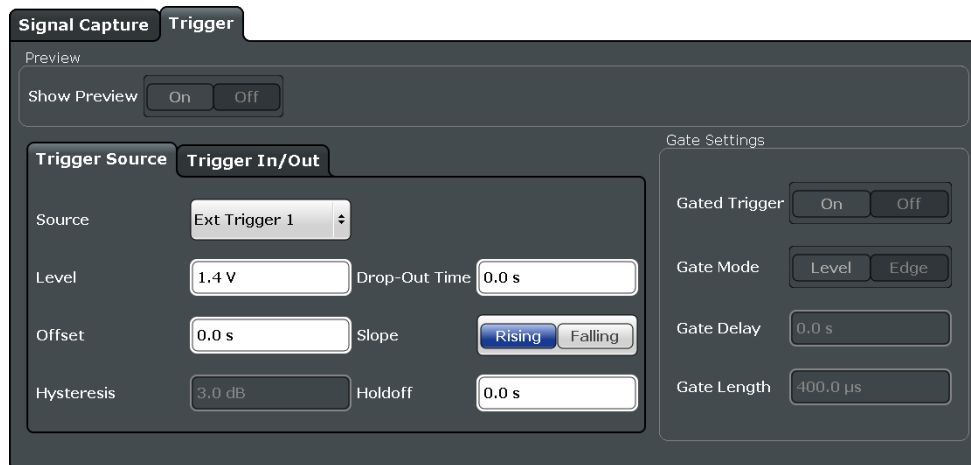 Signal Capture Trigger
Preview
Show Preview On Off
Trigger Source Trigger In/Out
Source Ext Trigger 1
Level 1.4 V Drop-Out Time 0.0 s
Offset 0.0 s Slope Rising Falling
Hysteresis 3.0 dB Holdoff 0.0 s
Gate Settings
Gated Trigger On Off
Gate Mode Level Edge
Gate Delay 0.0 s
Gate Length 400.0 µs